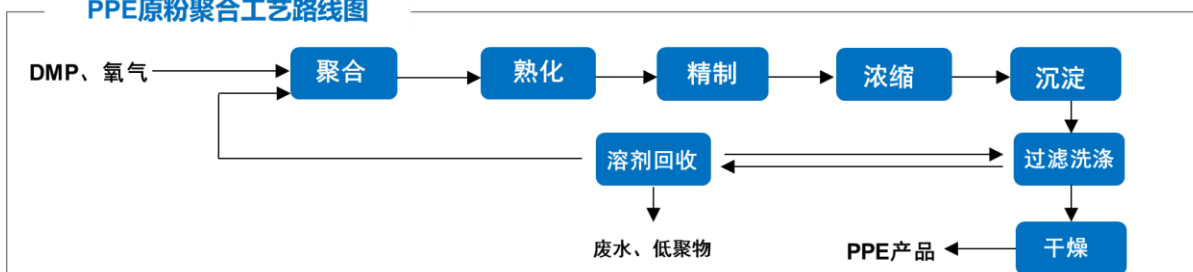 PPE原粉聚合工艺路线图
DMP、氧气
聚合
熟化
精制
浓缩
沉淀
溶剂回收
过滤洗涤
废水、低聚物
PPE产品
干燥